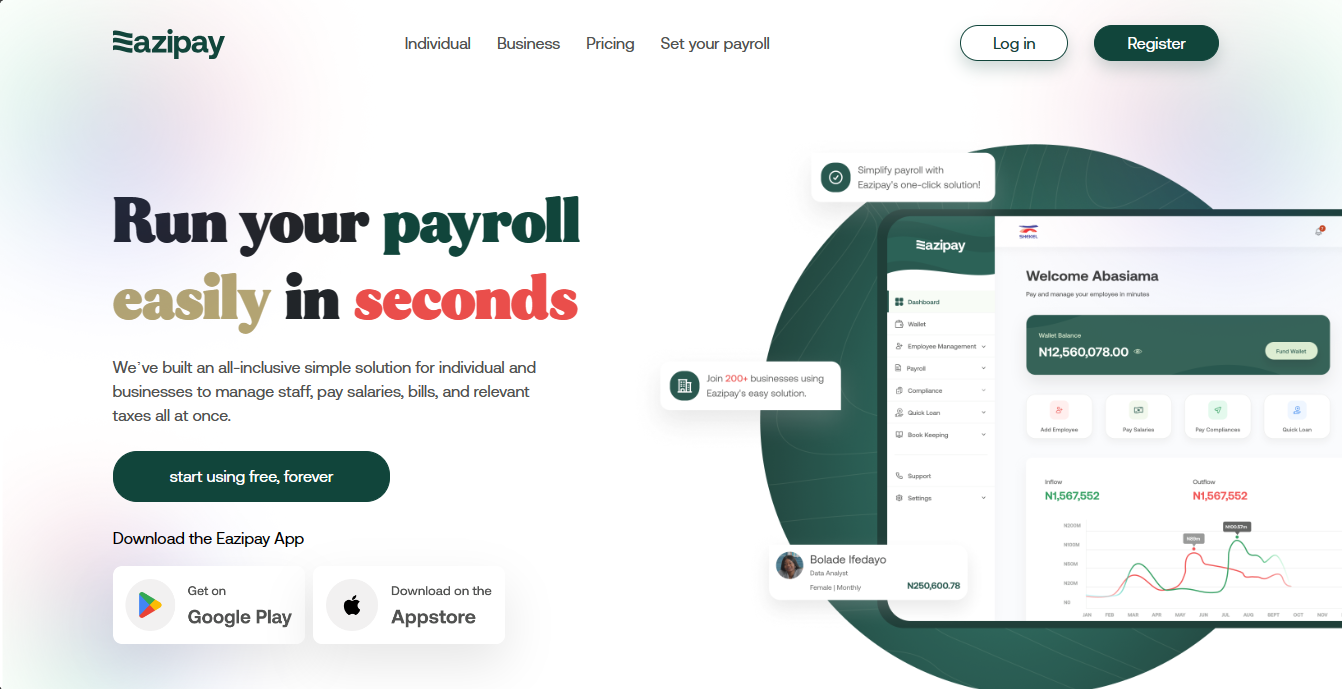 Eazipay
Individual
Business
Pricing
Set your payroll
Log in
Register
Run your payroll
easily in seconds
We've built an all-inclusive simple solution for individual and
businesses to manage staff, pay salaries, bills, and relevant
taxes all at once.
start using free, forever
Download the Eazipay App
Get on
Google Play
Download on the
Appstore
Simplify payroll with
Eazipay's one-click solution!
Join 200+ businesses using
Eazipay's easy solution.
Bolade Ifedayo
Data Analyst
Female | Monthly
N250,600.78
Eazipay
Dashboard
Wallet
Employee Management
Payroll
Compliance
Quick Loan
Book Keeping
Support
Settings
Welcome Abasiama
Pay and manage your employee in minutes
Wallet Balance
N12,560,078.00
Fund Wallet
Add Employee
Pay Salaries
Pay Compliances
Quick Loan
Inflow
N1,567,552
Outflow
N1,567,552
N200M
N100M
N20M
N0
JAN FEB MAR APR MAY JUN JUL AUG SEPT OCT NOV